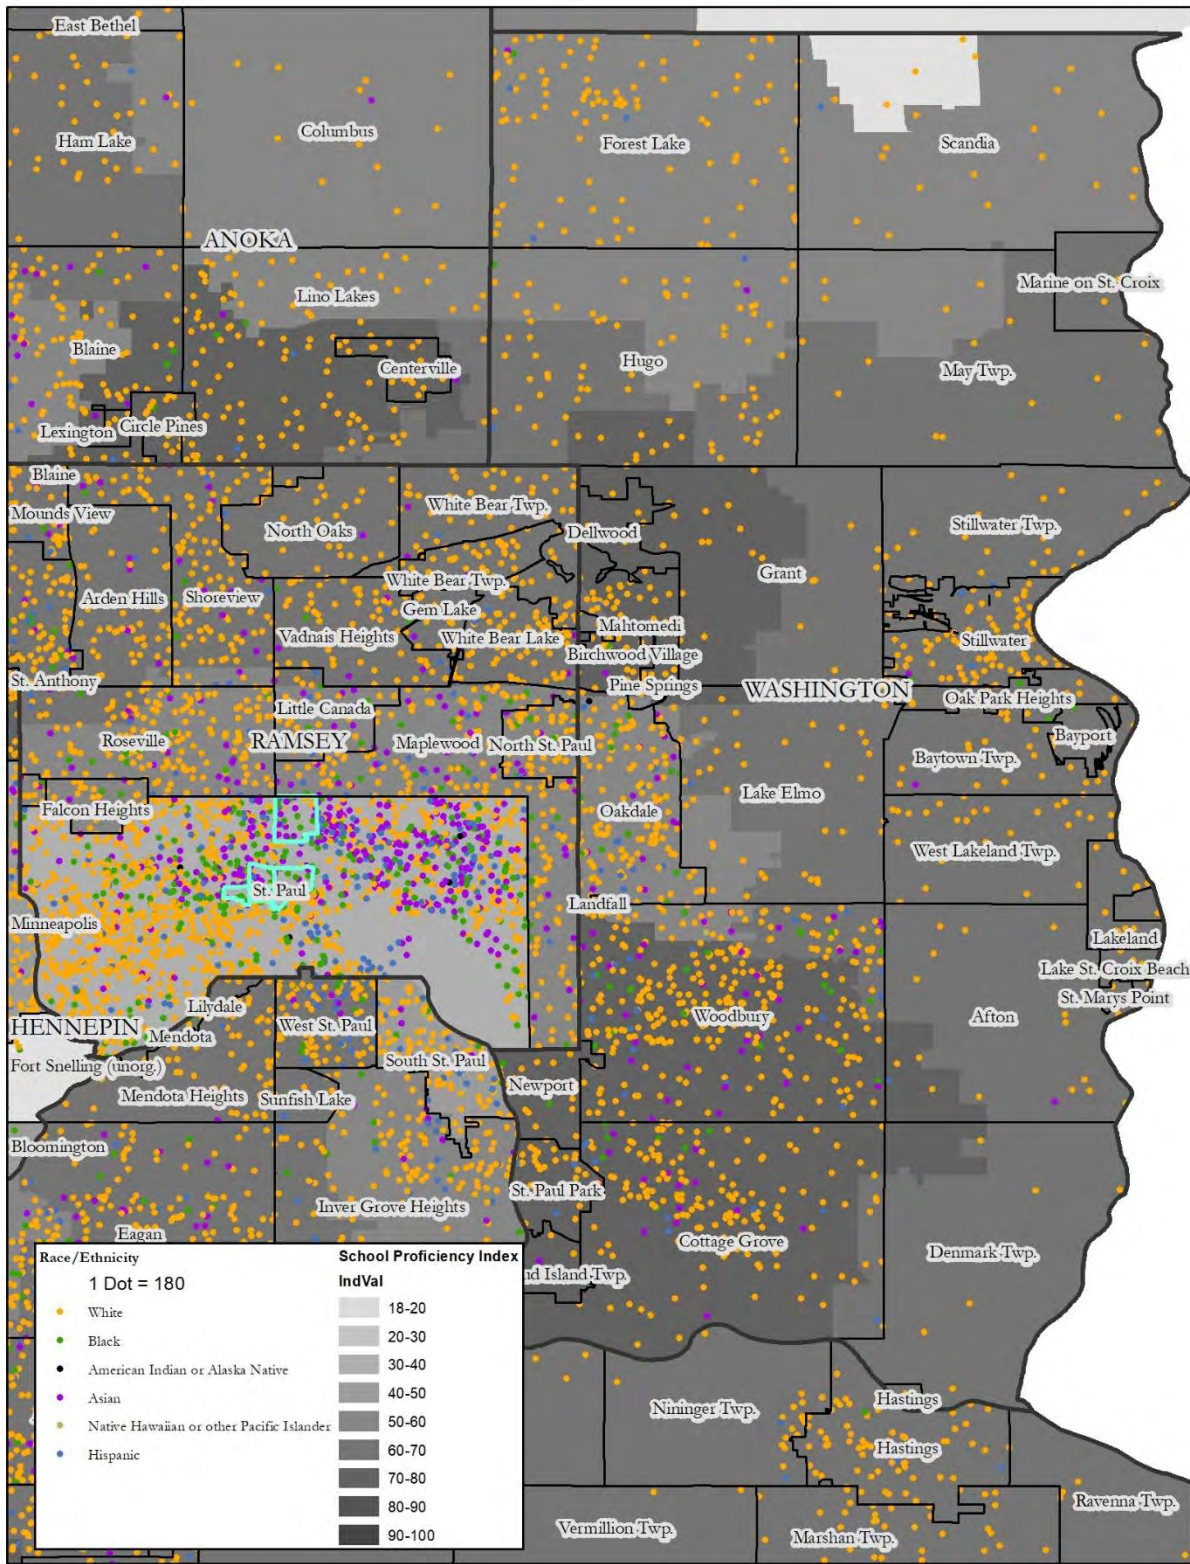 East Bethel
Ham Lake
Columbus
Forest Lake
Scandia
ANOKA
Lino Lakes
Marine on St. Croix
Blaine
Hugo
Centerville
May Twp.
Lexington
Circle Pines
Blaine
Mounds View
North Oaks
White Bear Twp.
Dellwood
Stillwater Twp.
White Bear Twp.
Grant
Arden Hills
Shoreview
Gem Lake
Vadnais Heights
White Bear Lake
Mahtomedi
Stillwater
Birchwood Village
St. Anthony
Pine Springs
WASHINGTON
Oak Park Heights
Little Canada
Roseville
RAMSEY
Maplewood
North St. Paul
Bayport
Baytown Twp.
Falcon Heights
Oakdale
Lake Elmo
West Lakeland Twp.
St. Paul
Landfall
Minneapolis
Lakeland
Lake St. Croix Beach
St. Marys Point
Lilydale
Woodbury
Afton
HENNEPIN
Mendota
West St. Paul
Fort Snelling (unorg.)
South St. Paul
Newport
Mendota Heights
Sunfish Lake
Bloomington
St. Paul Park
Inver Grove Heights
Eagan
Cottage Grove
Denmark Twp.
ud Island Twp.
Race/Ethnicity
1 Dot = 180
White
Black
American Indian or Alaska Native
Asian
Native Hawaiian or other Pacific Islander
Hispanic
School Proficiency Index
IndVal
18-20
20-30
30-40
40-50
50-60
60-70
70-80
80-90
90-100
Nininger Twp.
Hastings
Hastings
Ravenna Twp.
Vermillion Twp.
Marshan Twp.